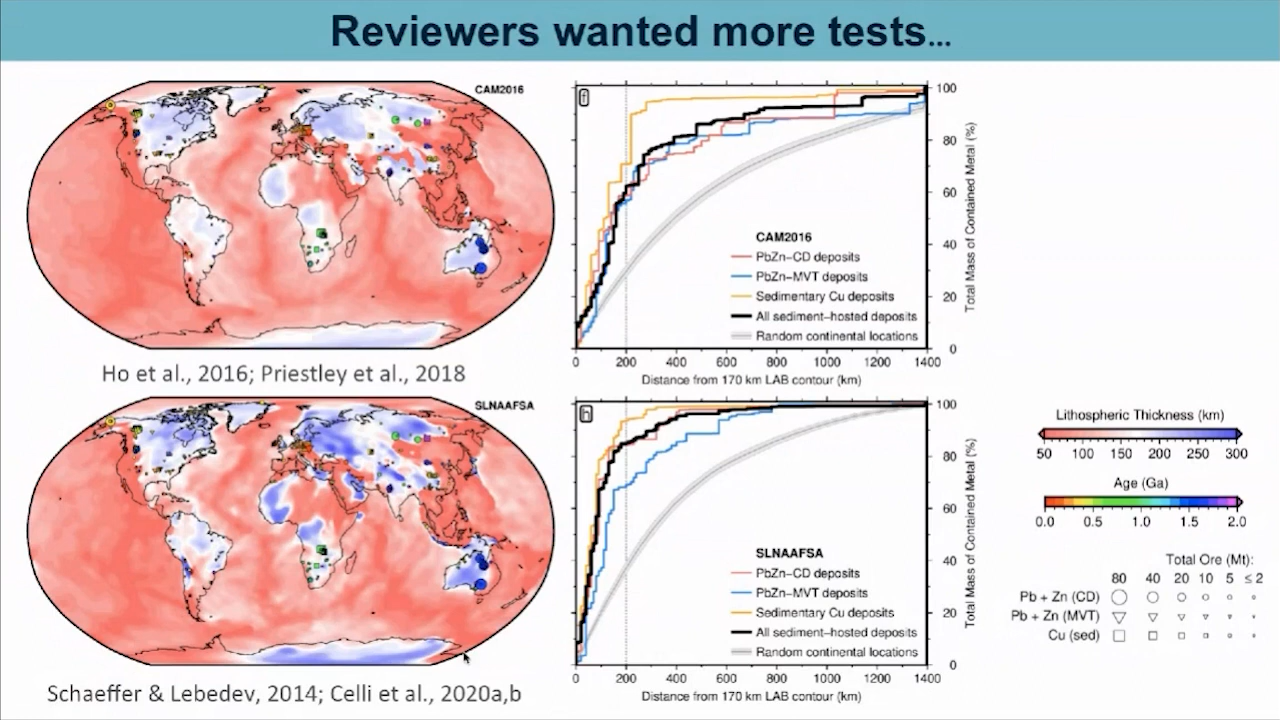 Reviewers wanted more tests...
CAM2016
Ho et al., 2016; Priestley et al., 2018
f
CAM2016
PbZn−CD deposits
PbZn−MVT deposits
Sedimentary Cu deposits
All sediment−hosted deposits
Random continental locations
0 20 40 60 80 100
Total Mass of Contained Metal (%)
0 200 400 600 800 1000 1200 1400
Distance from 170 km LAB contour (km)
SLNAAFSA
Schaeffer & Lebedev, 2014; Celli et al., 2020a,b
h
SLNAAFSA
PbZn−CD deposits
PbZn−MVT deposits
Sedimentary Cu deposits
All sediment−hosted deposits
Random continental locations
0 20 40 60 80 100
Total Mass of Contained Metal (%)
0 200 400 600 800 1000 1200 1400
Distance from 170 km LAB contour (km)
Lithospheric Thickness (km)
50 100 150 200 250 300
Age (Ga)
0.0 0.5 1.0 1.5 2.0
Total Ore (Mt):
80 40 20 10 5 ≤ 2
Pb + Zn (CD)
Pb + Zn (MVT)
Cu (sed)